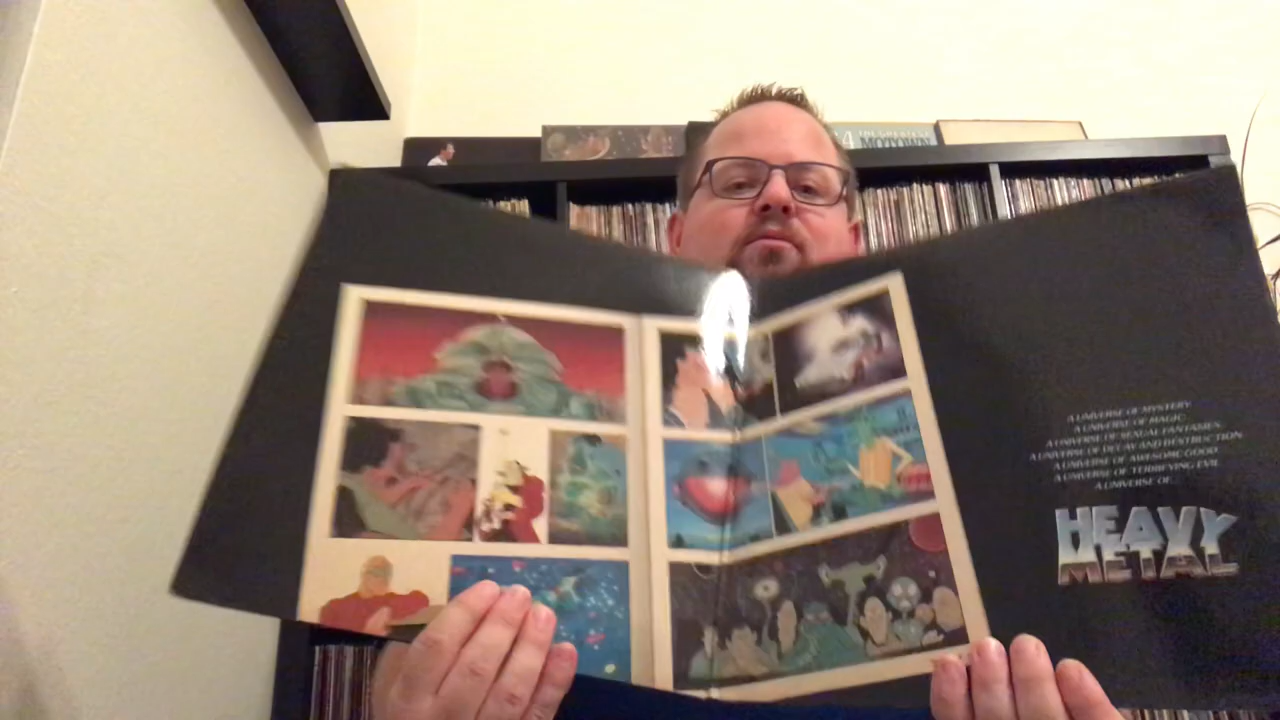 MOTOWN
A UNIVERSE OF MYSTERY
A UNIVERSE OF MAGIC
A UNIVERSE OF SEXUAL FANTASIES
A UNIVERSE OF DECAY AND DESTRUCTION
A UNIVERSE OF AWESOME GOOD
A UNIVERSE OF TERRIFYING EVIL
A UNIVERSE OF...
HEAVY
METAL